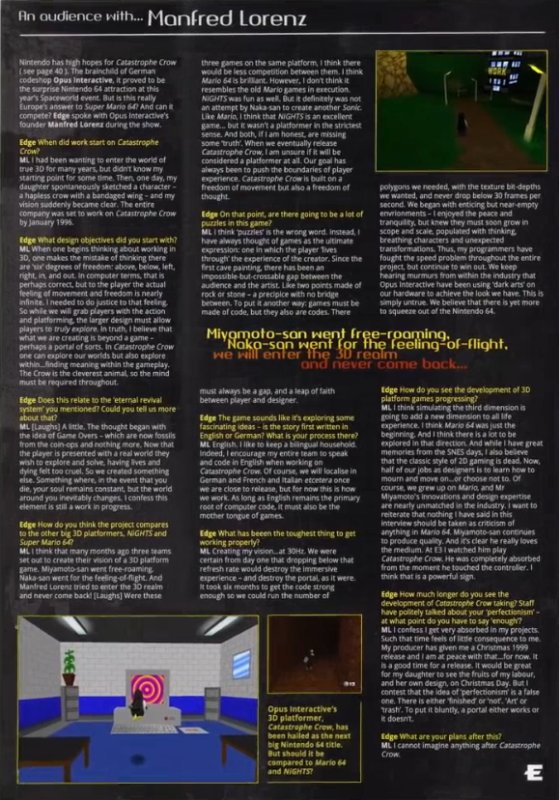 An audience with... Manfred Lorenz
Nintendo has high hopes for Catastrophe Crow
( see page 40 ). The brainchild of German
codeshop Opus Interactive, it proved to be
the surprise Nintendo 64 attraction at this
year's Spaceworld event. But is this really
Europe's answer to Super Mario 64? And can it
compete? Edge spoke with Opus Interactive's
founder Manfred Lorenz during the show.
Edge When did work start on Catastrophe
Crow?
ML I had been wanting to enter the world of
true 3D for many years, but didn't know my
starting point for some time. Then, one day, my
daughter spontaneously sketched a character –
a hapless crow with a bandaged wing – and my
vision suddenly became clear. The entire
company was set to work on Catastrophe Crow
by January 1996.
Edge What design objectives did you start with?
ML When one begins thinking about working in
3D, one makes the mistake of thinking there
are 'six' degrees of freedom: above, below, left,
right, in, and out. In computer terms, that is
perhaps correct, but to the player the actual
feeling of movement and freedom is nearly
infinite. I needed to do justice to that feeling.
So while we will grab players with the action
and platforming, the larger design must allow
players to truly explore. In truth, I believe that
what we are creating is beyond a game –
perhaps a portal of sorts. In Catastrophe Crow
one can explore our worlds but also explore
within...finding meaning within the gameplay.
The Crow is the cleverest animal, so the mind
must be required throughout.
Edge Does this relate to the 'eternal revival
system' you mentioned? Could you tell us more
about that?
ML [Laughs] A little. The thought began with
the idea of Game Overs – which are now fossils
from the coin-ops and nothing more. Now that
the player is presented with a real world they
wish to explore and solve, having lives and
dying felt too cruel. So we created something
else. Something where, in the event that you
die, your soul remains constant, but the world
around you inevitably changes. I confess this
element is still a work in progress.
Edge How do you think the project compares
to the other big 3D platformers, NiGHTS and
Super Mario 64?
ML I think that many months ago three teams
set out to create their vision of a 3D platform
game. Miyamoto-san went free-roaming.
Naka-san went for the feeling-of-flight. And
Manfred Lorenz tried to enter the 3D realm
and never come back! [Laughs] Were these
three games on the same platform, I think there
would be less competition between them. I think
Mario 64 is brilliant. However, I don't think it
resembles the old Mario games in execution.
NiGHTS was fun as well. But it definitely was not
an attempt by Naka-san to create another Sonic.
Like Mario, I think that NiGHTS is an excellent
game... but it wasn't a platformer in the strictest
sense. And both, if I am honest, are missing
some 'truth'. When we eventually release
Catastrophe Crow, I am unsure if it will be
considered a platformer at all. Our goal has
always been to push the boundaries of player
experience. Catastrophe Crow is built on a
freedom of movement but also a freedom of
thought.
Edge On that point, are there going to be a lot of
puzzles in this game?
ML I think 'puzzles' is the wrong word. Instead, I
have always thought of games as the ultimate
expression: one in which the player 'lives
through' the experience of the creator. Since
the first cave painting, there has been an
impossible-but-crossable gap between the
audience and the artist. Like two points made of
rock or stone – a precipice with no bridge
between. To put it another way: games must be
made of code, but they also are codes. There
Miyamoto-san went free-roaming,
Naka-san went for the feeling-of-flight,
we will enter the 3D realm
and never come back...
must always be a gap, and a leap of faith
between player and designer.
Edge The game sounds like it's exploring some
fascinating ideas – is the story first written in
English or German? What is your process there?
ML English. I like to keep a bilingual household.
Indeed, I encourage my entire team to speak
and code in English when working on
Catastrophe Crow. Of course, we will localise
in German and French and Italian etcetera once
we are close to release, but for now this is how
we work. As long as English remains the primary
root of computer code, it must also be the
mother tongue of games.
Edge What has been the toughest thing to get
working properly?
ML Creating my vision...at 30Hz. We were
certain from day one that dropping below that
refresh rate would destroy the immersive
experience – and destroy the portal, as it were.
It took six months to get the code strong
enough so we could run the number of
WORK
polygons we needed, with the texture bit-depths
we wanted, and never drop below 30 frames per
second. We began with enticing but near-empty
envrironments – I enjoyed the peace and
tranquility, but knew they must soon grow in
scope and scale, populated with thinking,
breathing characters and unexpected
transformations. Thus, my programmers have
fought the speed problem throughout the entire
project, but continue to win out. We keep
hearing murmurs from within the industry that
Opus Interactive have been using 'dark arts' on
our hardware to achieve the look we have. This is
simply untrue. We believe that there is yet more
to squeeze out of the Nintendo 64.
Edge How do you see the development of 3D
platform games progressing?
ML I think simulating the third dimension is
going to add a new dimension to all life
experience. I think Mario 64 was just the
beginning. And I think there is a lot to be
explored in that direction. And while I have great
memories from the SNES days, I also believe
that the classic style of 2D gaming is dead. Now,
half of our jobs as designers is to learn how to
mourn and move on...or choose not to. Of
course, we grew up on Mario, and Mr
Miyamoto's innovations and design expertise
are nearly unmatched in the industry. I want to
reiterate that nothing I have said in this
interview should be taken as criticism of
anything in Mario 64. Miyamoto-san continues
to produce quality. And it's clear he really loves
the medium. At E3 I watched him play
Catastrophe Crow. He was completely absorbed
from the moment he touched the controller. I
think that is a powerful sign.
Edge How much longer do you see the
development of Catastrophe Crow taking? Staff
have politely talked about your 'perfectionism' –
at what point do you have to say 'enough'?
ML I confess I get very absorbed in my projects.
Such that time feels of little consequence to me.
My producer has given me a Christmas 1999
release and I am at peace with that...for now. It
is a good time for a release. It would be great
for my daughter to see the fruits of my labour,
and her own design, on Christmas Day. But I
contest that the idea of 'perfectionism' is a false
one. There is either 'finished' or 'not'. 'Art' or
'trash'. To put it bluntly, a portal either works or
it doesn't.
Edge What are your plans after this?
ML I cannot imagine anything after Catastrophe
Crow.
Opus Interactive's
3D platformer,
Catastrophe Crow, has
been hailed as the next
big Nintendo 64 title.
But should it be
compared to Mario 64
and NiGHTS?
E